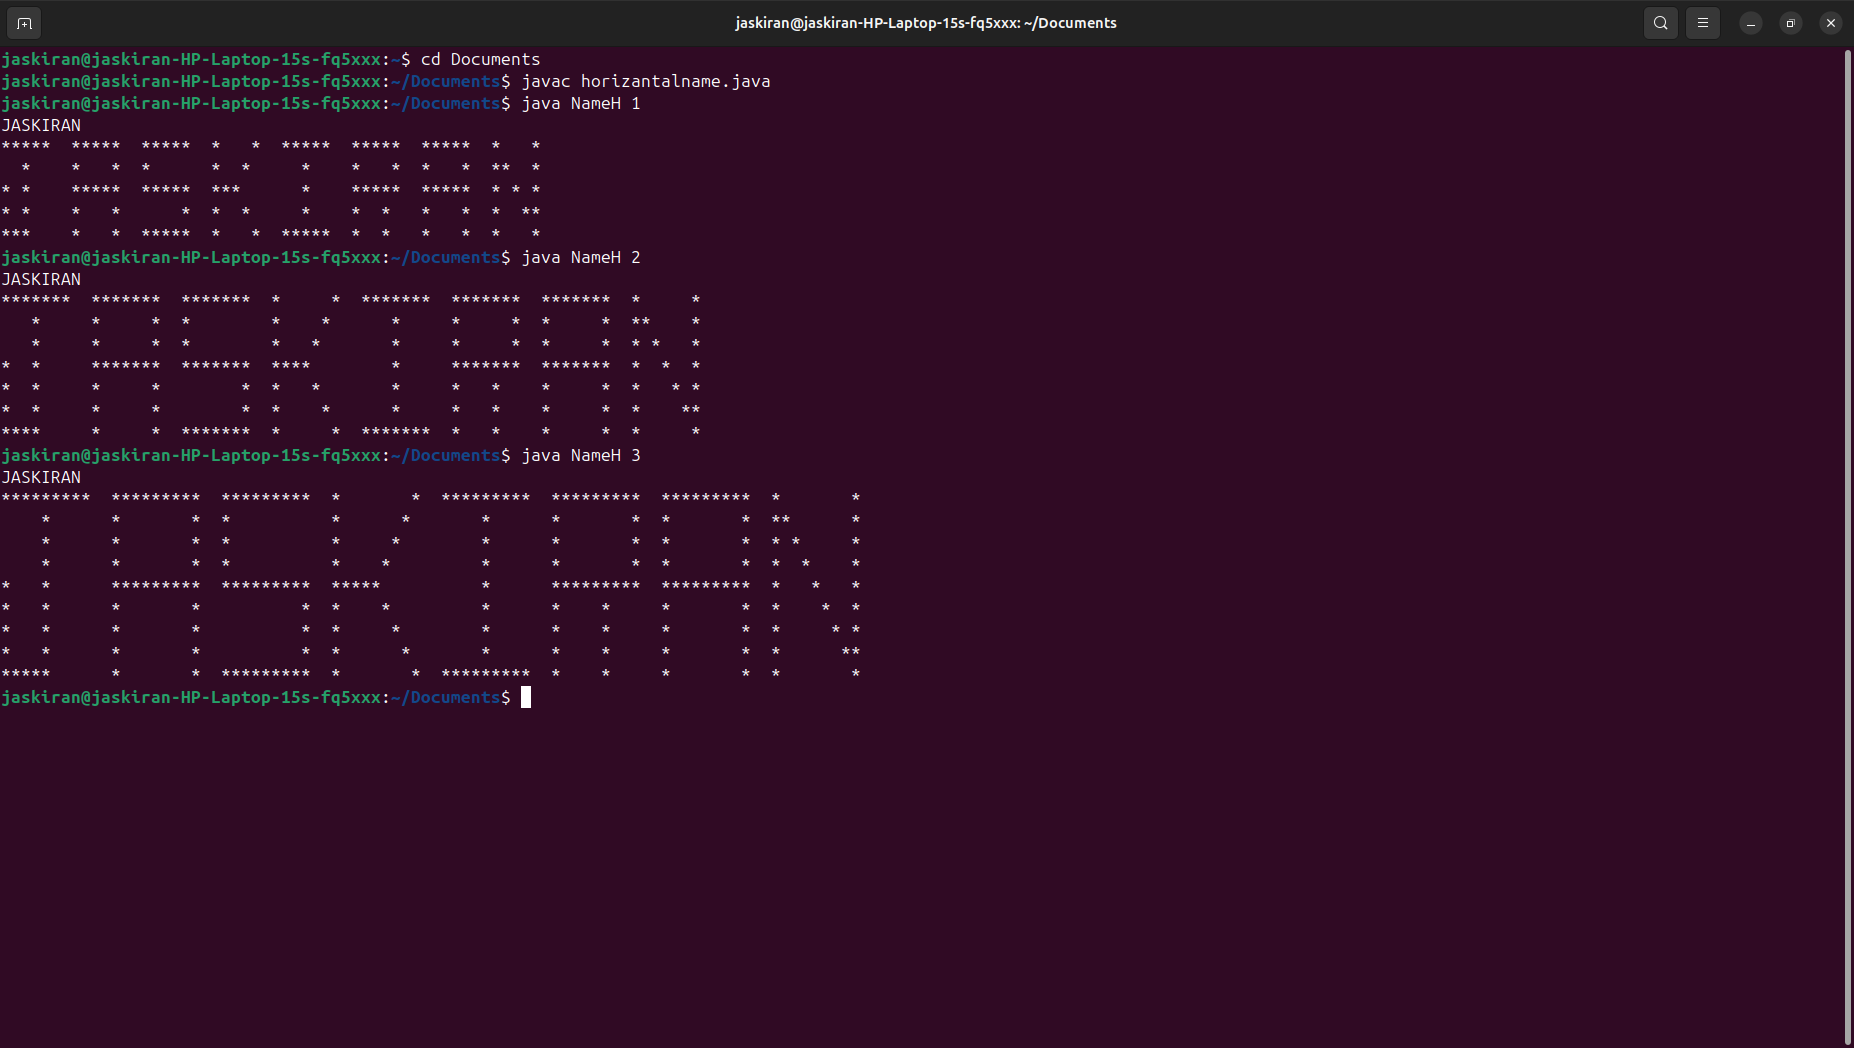 jaskiran@jaskiran-HP-Laptop-15s-fq5xxx: ~/Documents
jaskiran@jaskiran-HP-Laptop-15s-fq5xxx:~$ cd Documents
jaskiran@jaskiran-HP-Laptop-15s-fq5xxx:~/Documents$ javac horizantalname.java
jaskiran@jaskiran-HP-Laptop-15s-fq5xxx:~/Documents$ java NameH 1
JASKIRAN
*****  *****  *****  *   *  *****  *****  *****  *   *
  *    *   *  *      *  *     *    *   *  *   *  **  *
* *    *****  *****  ***      *    *****  *****  * * *
* *    *   *      *  *  *     *    *  *   *   *  *  **
***    *   *  *****  *   *  *****  *  *   *   *  *   *
jaskiran@jaskiran-HP-Laptop-15s-fq5xxx:~/Documents$ java NameH 2
JASKIRAN
*******  *******  *******  *     *  *******  *******  *******  *     *
   *     *     *  *        *    *      *     *     *  *     *  **    *
   *     *     *  *        *   *       *     *     *  *     *  * *   *
*  *     *******  *******  ****        *     *******  *******  *  *  *
*  *     *     *        *  *   *       *     *   *    *     *  *   * *
*  *     *     *        *  *    *      *     *   *    *     *  *    **
****     *     *  *******  *     *  *******  *   *    *     *  *     *
jaskiran@jaskiran-HP-Laptop-15s-fq5xxx:~/Documents$ java NameH 3
JASKIRAN
*********  *********  *********  *       *  *********  *********  *********  *       *
    *      *       *  *          *      *       *      *       *  *       *  **      *
    *      *       *  *          *     *        *      *       *  *       *  * *     *
    *      *       *  *          *    *         *      *       *  *       *  *  *    *
*   *      *********  *********  *****          *      *********  *********  *   *   *
*   *      *       *          *  *    *         *      *    *     *       *  *    *  *
*   *      *       *          *  *     *        *      *    *     *       *  *     * *
*   *      *       *          *  *      *       *      *    *     *       *  *      **
*****      *       *  *********  *       *  *********  *    *     *       *  *       *
jaskiran@jaskiran-HP-Laptop-15s-fq5xxx:~/Documents$